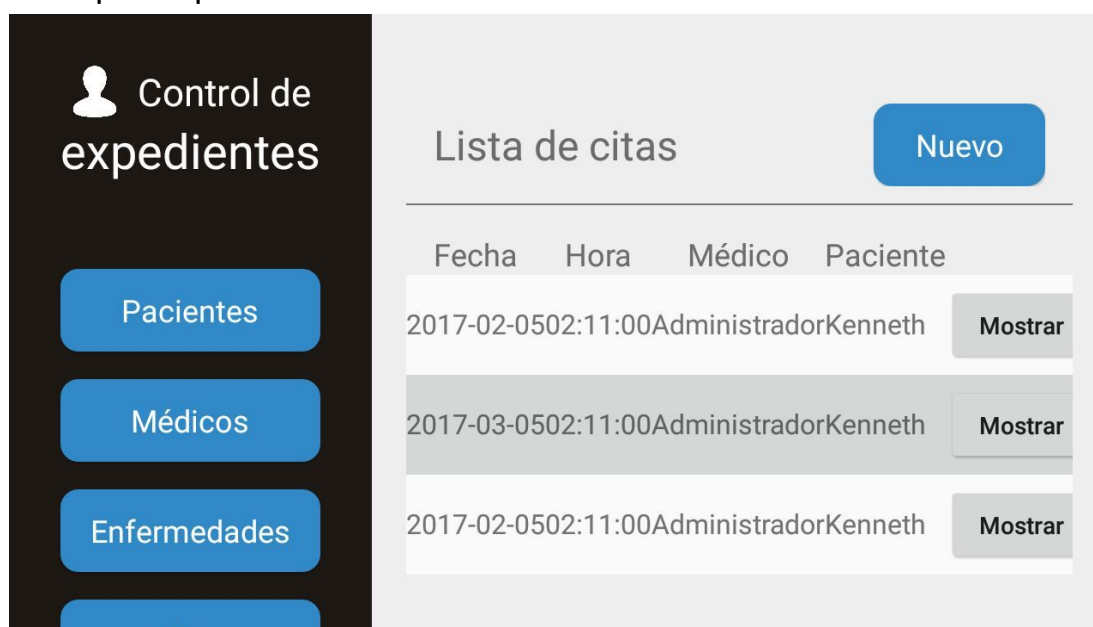 Control de
expedientes
Pacientes
Médicos
Enfermedades
Lista de citas
Nuevo
Fecha Hora Médico Paciente
2017-02-0502:11:00AdministradorKenneth Mostrar
2017-03-0502:11:00AdministradorKenneth Mostrar
2017-02-0502:11:00AdministradorKenneth Mostrar